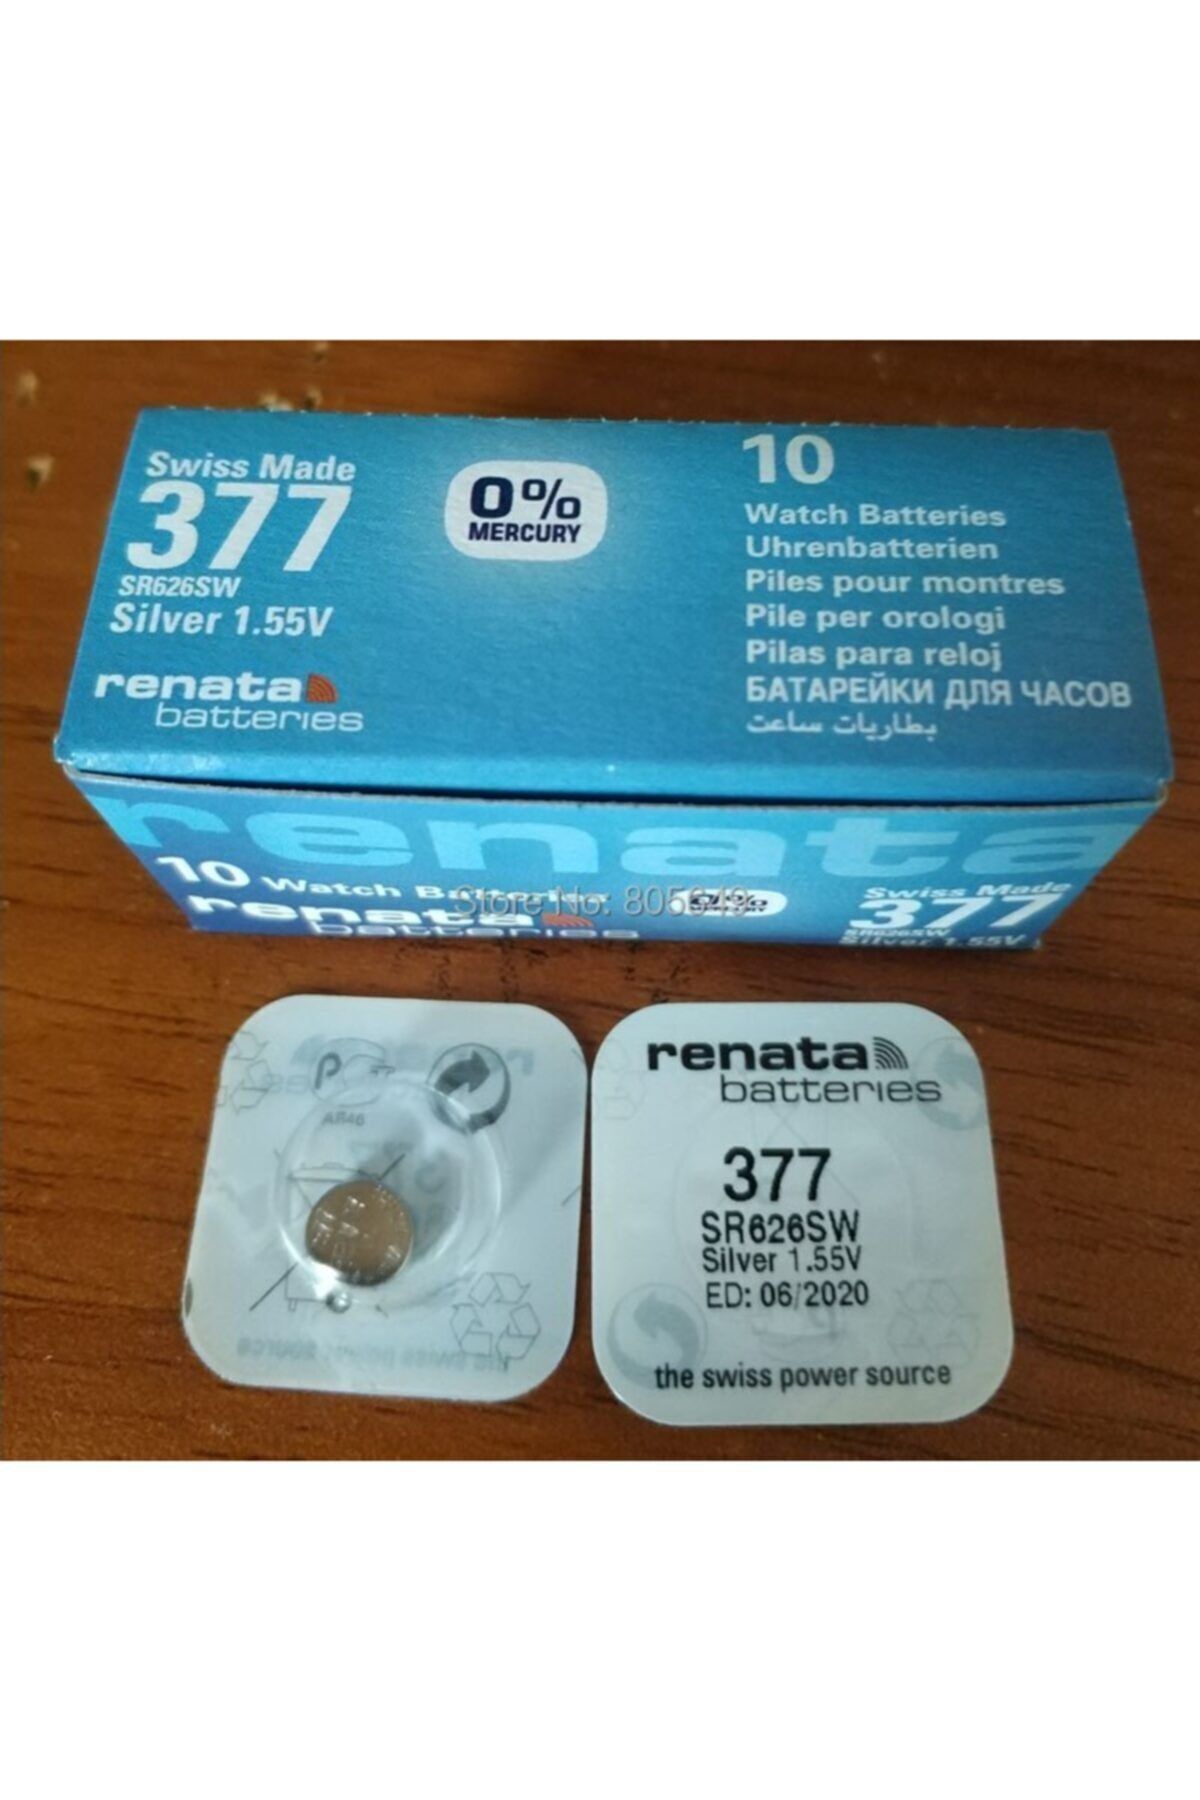 Swiss Made
377
SR626SW
Silver 1.55V
renata
batteries
0%
MERCURY
10
Watch Batteries
Uhrenbatterien
Piles pour montres
Pile per orologi
Pilas para reloj
БАТАРЕЙКИ ДЛЯ ЧАСОВ
بطاريات ساعت
renata
10 Watch Batteries
renata
batteries
Store No:
0%
MERCURY
Swiss Made
377
SR626SW
Silver 1.55V
renata
batteries
377
SR626SW
Silver 1.55V
ED: 06/2020
the swiss power source